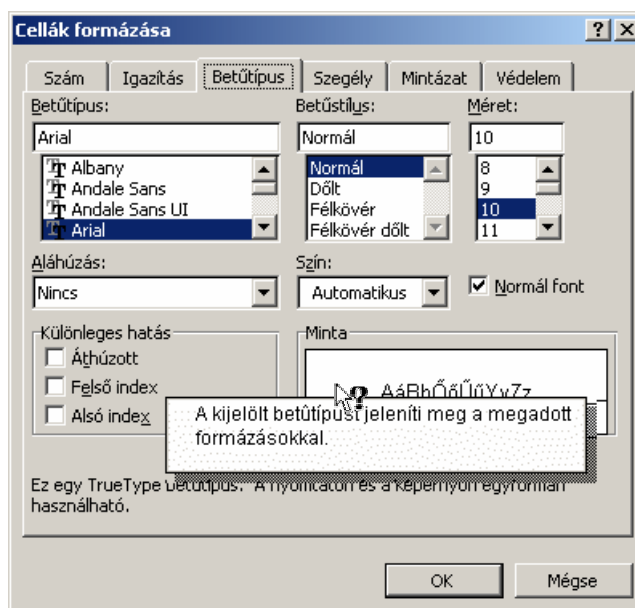 Cellák formázása
Szám Igazítás Betűtípus Szegély Mintázat Védelem
Betűtípus: Betűstílus: Méret:
Arial Normál 10
Albany Normál 8
Andale Sans Dőlt 9
Andale Sans UI Félkövér 10
Arial Félkövér dőlt 11
Aláhúzás: Szín:
Nincs Automatikus Normál font
Különleges hatás Minta
Áthúzott
Felső index AáBbŐőŰűYyZz
Alsó index
A kijelölt betûtípust jeleníti meg a megadott
formázásokkal.
Ez egy TrueType betűtípus. A nyomtatón és a képernyőn egyformán
használható.
OK Mégse